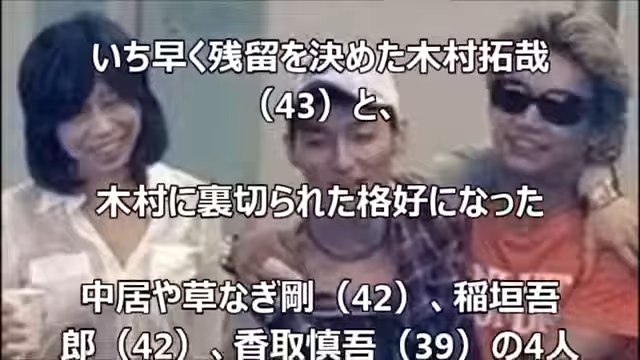 いち早く残留を決めた木村拓哉
（43）と、
木村に裏切られた格好になった
中居や草なぎ剛（42）、稲垣吾
郎（42）、香取慎吾（39）の4人